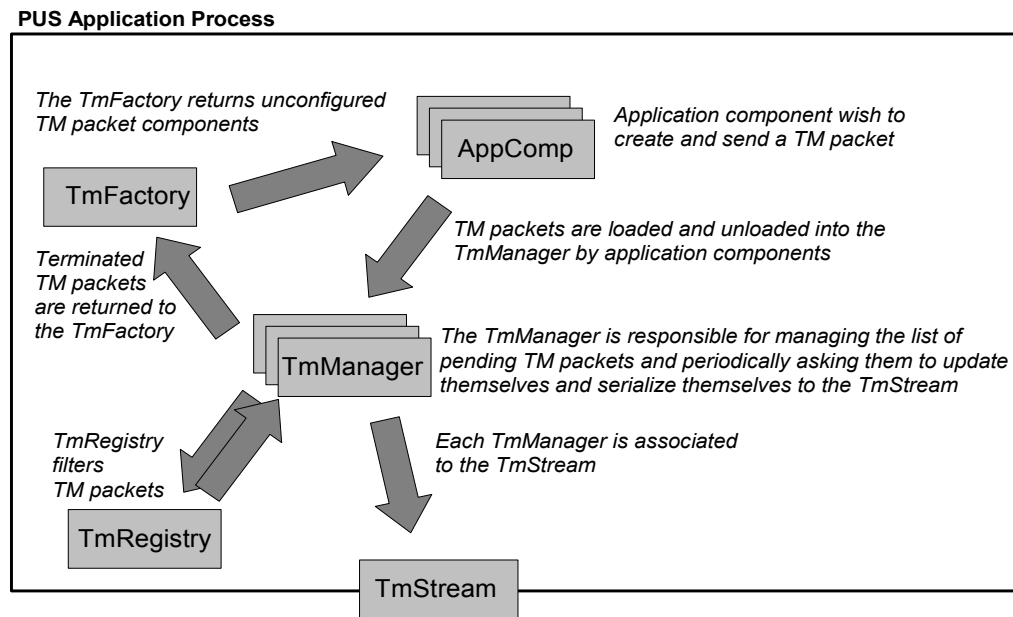 PUS Application Process
The TmFactory returns unconfigured
TM packet components
AppComp
Application component wish to
create and send a TM packet
TmFactory
TM packets are loaded and unloaded into the
TmManager by application components
Terminated
TM packets
are returned to
the TmFactory
TmManager
The TmManager is responsible for managing the list of
pending TM packets and periodically asking them to update
themselves and serialize themselves to the TmStream
TmRegistry
filters
TM packets
Each TmManager is associated
to the TmStream
TmRegistry
TmStream